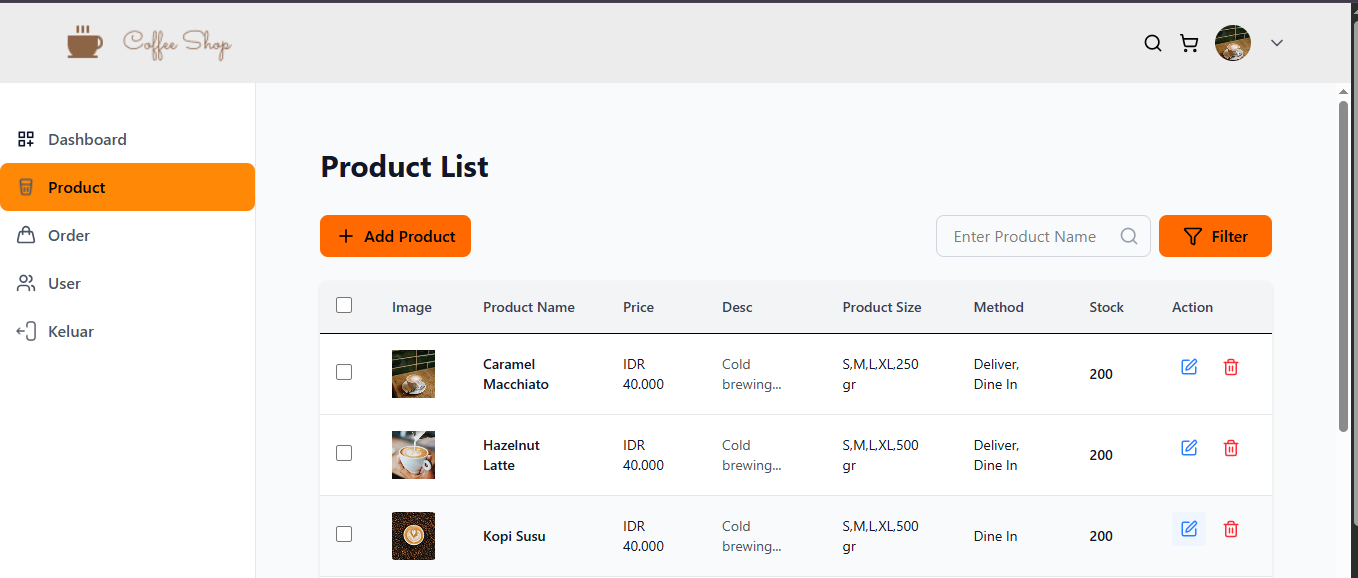 Coffee Shop
Dashboard
Product
Order
User
Keluar
Product List
Add Product
Enter Product Name
Filter
Image Product Name Price Desc Product Size Method Stock Action
Caramel Macchiato IDR 40.000 Cold brewing... S,M,L,XL,250 gr Deliver, Dine In 200
Hazelnut Latte IDR 40.000 Cold brewing... S,M,L,XL,500 gr Deliver, Dine In 200
Kopi Susu IDR 40.000 Cold brewing... S,M,L,XL,500 gr Dine In 200